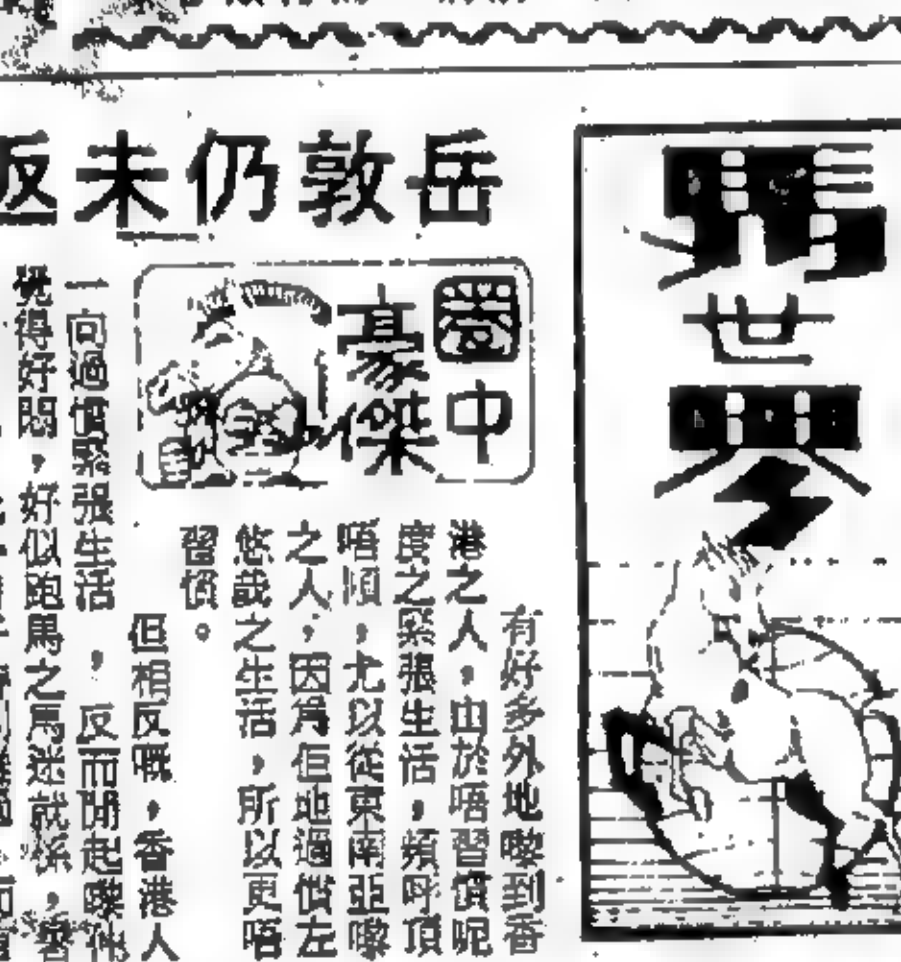 馬世界
岳敦仍未返
圈中
豪傑
有好多外地嚟到香
港之人，由於唔習慣呢
度之緊張生活，頻呼頂
唔順，尤以從東南亞嚟
之人，因為佢地過慣左
悠哉之生活，所以更唔
習慣。
但相反嘅，香港人
一向過慣緊張生活，反而閒起嚟
覺得好悶，好似跑馬之馬迷就係，